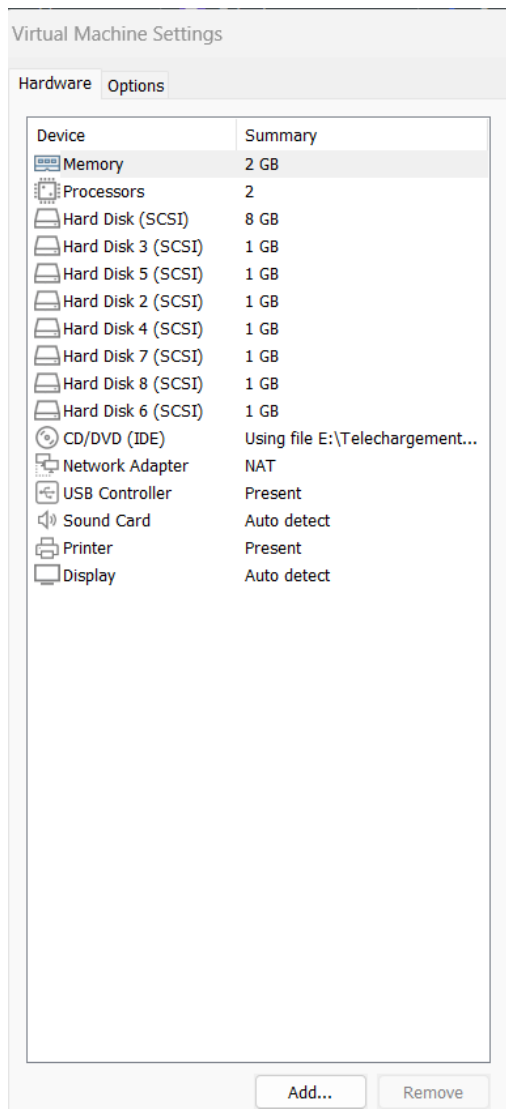 Virtual Machine Settings
Hardware Options
Device Summary
Memory 2 GB
Processors 2
Hard Disk (SCSI) 8 GB
Hard Disk 3 (SCSI) 1 GB
Hard Disk 5 (SCSI) 1 GB
Hard Disk 2 (SCSI) 1 GB
Hard Disk 4 (SCSI) 1 GB
Hard Disk 7 (SCSI) 1 GB
Hard Disk 8 (SCSI) 1 GB
Hard Disk 6 (SCSI) 1 GB
CD/DVD (IDE) Using file E:\Telechargement...
Network Adapter NAT
USB Controller Present
Sound Card Auto detect
Printer Present
Display Auto detect
Add... Remove